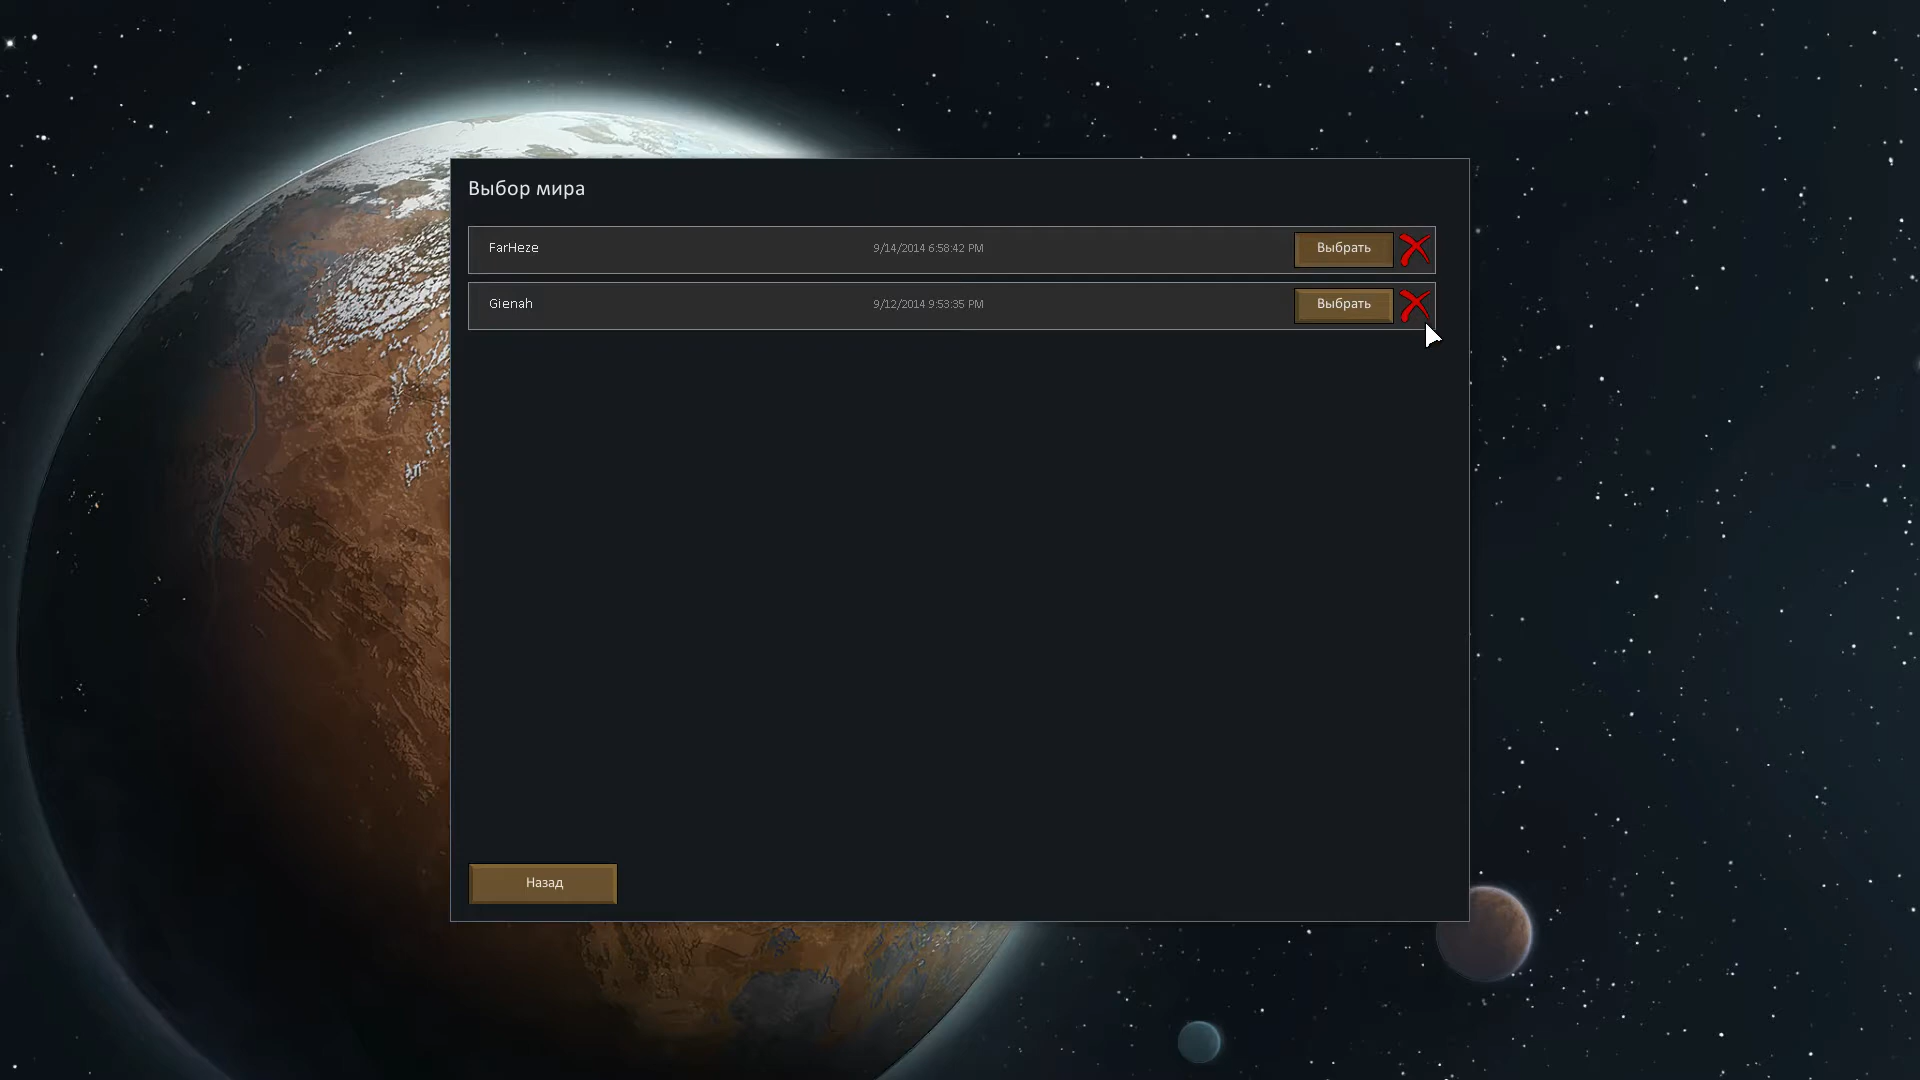 Выбор мира
FarHeze 9/14/2014 6:58:42 PM Выбрать
Gienah 9/12/2014 9:53:35 PM Выбрать
Назад